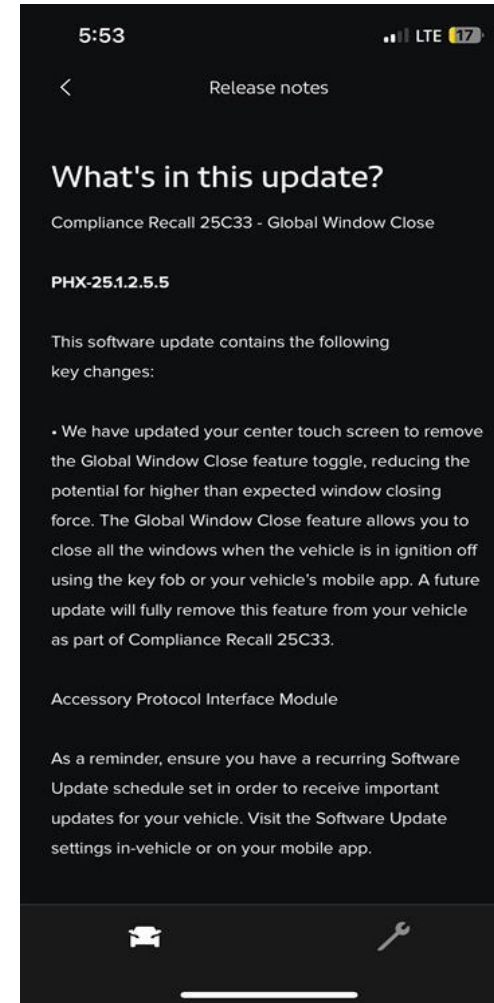 5:53
LTE 17
Release notes
What's in this update?
Compliance Recall 25C33 - Global Window Close
PHX-25.1.2.5.5
This software update contains the following
key changes:
• We have updated your center touch screen to remove
the Global Window Close feature toggle, reducing the
potential for higher than expected window closing
force. The Global Window Close feature allows you to
close all the windows when the vehicle is in ignition off
using the key fob or your vehicle’s mobile app. A future
update will fully remove this feature from your vehicle
as part of Compliance Recall 25C33.
Accessory Protocol Interface Module
As a reminder, ensure you have a recurring Software
Update schedule set in order to receive important
updates for your vehicle. Visit the Software Update
settings in-vehicle or on your mobile app.